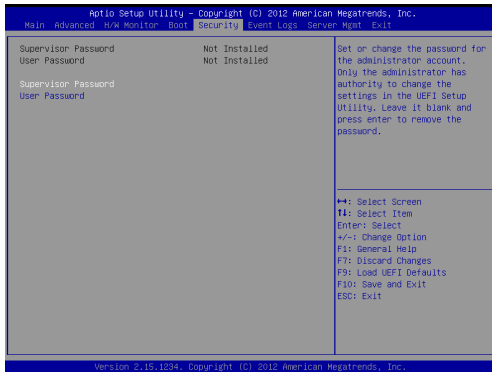 Aptio Setup Utility - Copyright (C) 2012 American Megatrends, Inc.
Main Advanced H/W Monitor Boot Security Event Logs Server Mgmt Exit
Supervisor Password Not Installed
User Password Not Installed
Supervisor Password
User Password
Set or change the password for
the administrator account.
Only the administrator has
authority to change the
settings in the UEFI Setup
Utility. Leave it blank and
press enter to remove the
password.
↔: Select Screen
↑↓: Select Item
Enter: Select
+/-: Change Option
F1: General Help
F7: Discard Changes
F9: Load UEFI Defaults
F10: Save and Exit
ESC: Exit
Version 2.15.1234. Copyright (C) 2012 American Megatrends, Inc.